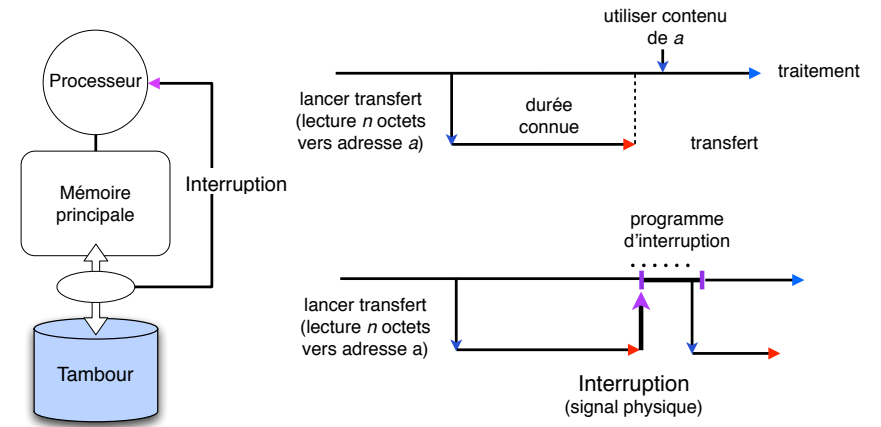 Processeur
Interruption
Mémoire
principale
Tambour
utiliser contenu
de a
traitement
lancer transfert
(lecture n octets
vers adresse a)
durée
connue
transfert
programme
d'interruption
lancer transfert
(lecture n octets
vers adresse a)
Interruption
(signal physique)